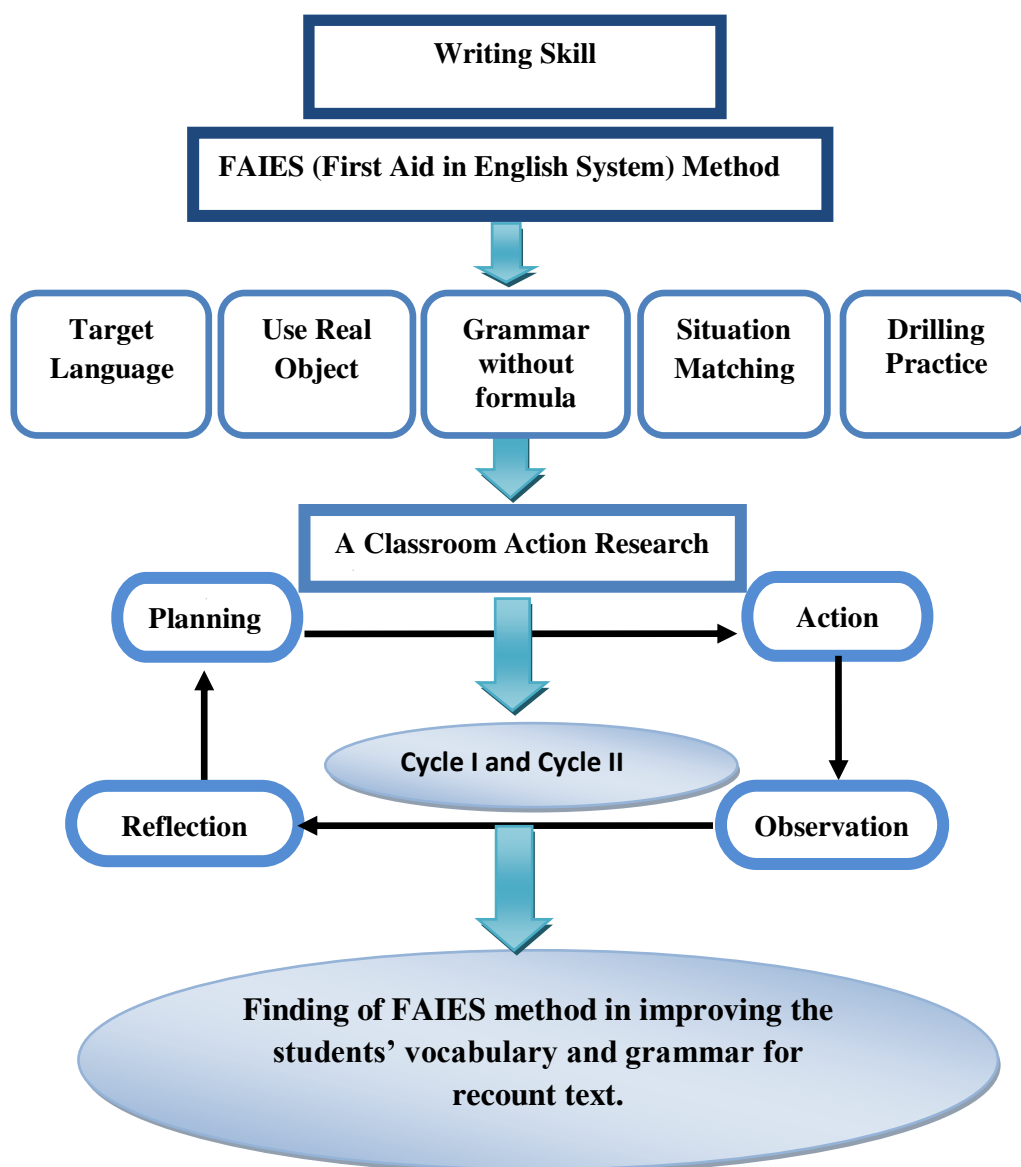 Writing Skill
FAIES (First Aid in English System) Method
Target
Language
Use Real
Object
Grammar
without
formula
Situation
Matching
Drilling
Practice
A Classroom Action Research
Planning
Action
Cycle I and Cycle II
Reflection
Observation
Finding of FAIES method in improving the
students’ vocabulary and grammar for
recount text.